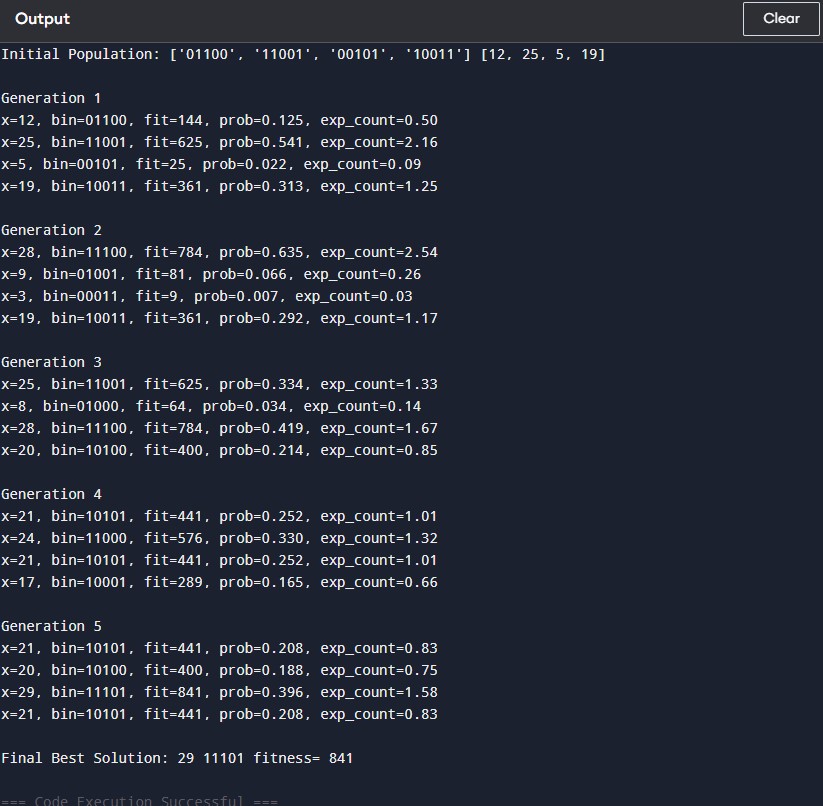 Output
Clear
Initial Population: ['01100', '11001', '00101', '10011'] [12, 25, 5, 19]
Generation 1
x=12, bin=01100, fit=144, prob=0.125, exp_count=0.50
x=25, bin=11001, fit=625, prob=0.541, exp_count=2.16
x=5, bin=00101, fit=25, prob=0.022, exp_count=0.09
x=19, bin=10011, fit=361, prob=0.313, exp_count=1.25
Generation 2
x=28, bin=11100, fit=784, prob=0.635, exp_count=2.54
x=9, bin=01001, fit=81, prob=0.066, exp_count=0.26
x=3, bin=00011, fit=9, prob=0.007, exp_count=0.03
x=19, bin=10011, fit=361, prob=0.292, exp_count=1.17
Generation 3
x=25, bin=11001, fit=625, prob=0.334, exp_count=1.33
x=8, bin=01000, fit=64, prob=0.034, exp_count=0.14
x=28, bin=11100, fit=784, prob=0.419, exp_count=1.67
x=20, bin=10100, fit=400, prob=0.214, exp_count=0.85
Generation 4
x=21, bin=10101, fit=441, prob=0.252, exp_count=1.01
x=24, bin=11000, fit=576, prob=0.330, exp_count=1.32
x=21, bin=10101, fit=441, prob=0.252, exp_count=1.01
x=17, bin=10001, fit=289, prob=0.165, exp_count=0.66
Generation 5
x=21, bin=10101, fit=441, prob=0.208, exp_count=0.83
x=20, bin=10100, fit=400, prob=0.188, exp_count=0.75
x=29, bin=11101, fit=841, prob=0.396, exp_count=1.58
x=21, bin=10101, fit=441, prob=0.208, exp_count=0.83
Final Best Solution: 29 11101 fitness= 841
=== Code Execution Successful ===